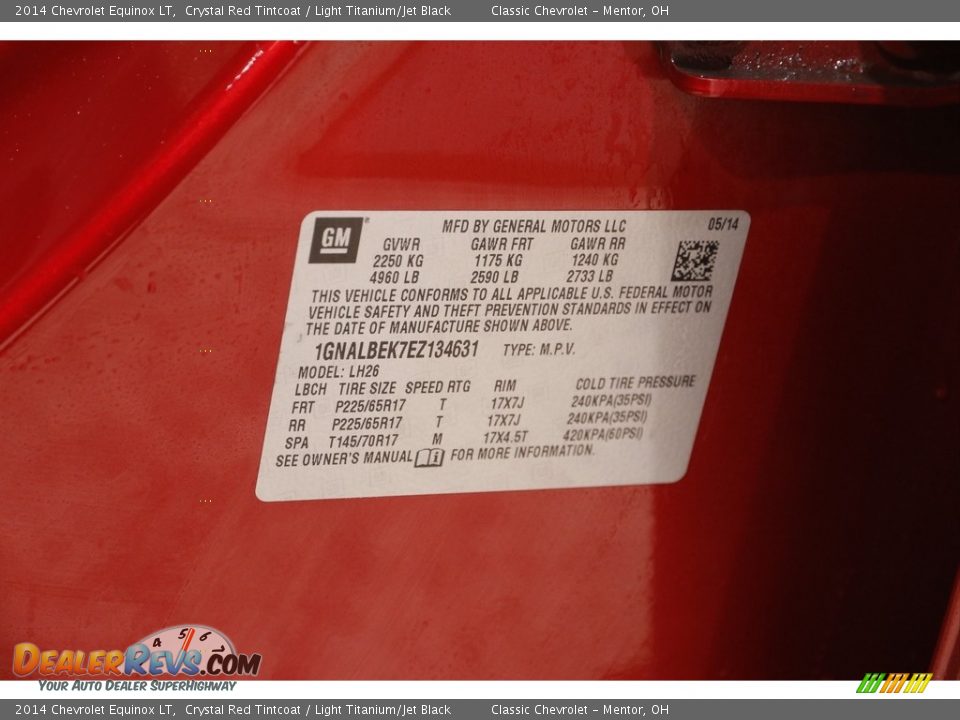 2014 Chevrolet Equinox LT,  Crystal Red Tintcoat / Light Titanium/Jet Black        Classic Chevrolet – Mentor, OH
GM® MFD BY GENERAL MOTORS LLC 05/14
GVWR GAWR FRT GAWR RR
2250 KG 1175 KG 1240 KG
4960 LB 2590 LB 2733 LB
THIS VEHICLE CONFORMS TO ALL APPLICABLE U.S. FEDERAL MOTOR
VEHICLE SAFETY AND THEFT PREVENTION STANDARDS IN EFFECT ON
THE DATE OF MANUFACTURE SHOWN ABOVE.
1GNALBEK7EZ134631 TYPE: M.P.V.
MODEL: LH26
LBCH TIRE SIZE SPEED RTG RIM COLD TIRE PRESSURE
FRT P225/65R17 T 17X7J 240KPA(35PSI)
RR P225/65R17 T 17X7J 240KPA(35PSI)
SPA T145/70R17 M 17X4.5T 420KPA(60PSI)
SEE OWNER'S MANUAL FOR MORE INFORMATION.
4 5 6
DEALERREVS.COM
YOUR AUTO DEALER SUPERHIGHWAY
2014 Chevrolet Equinox LT,  Crystal Red Tintcoat / Light Titanium/Jet Black        Classic Chevrolet – Mentor, OH